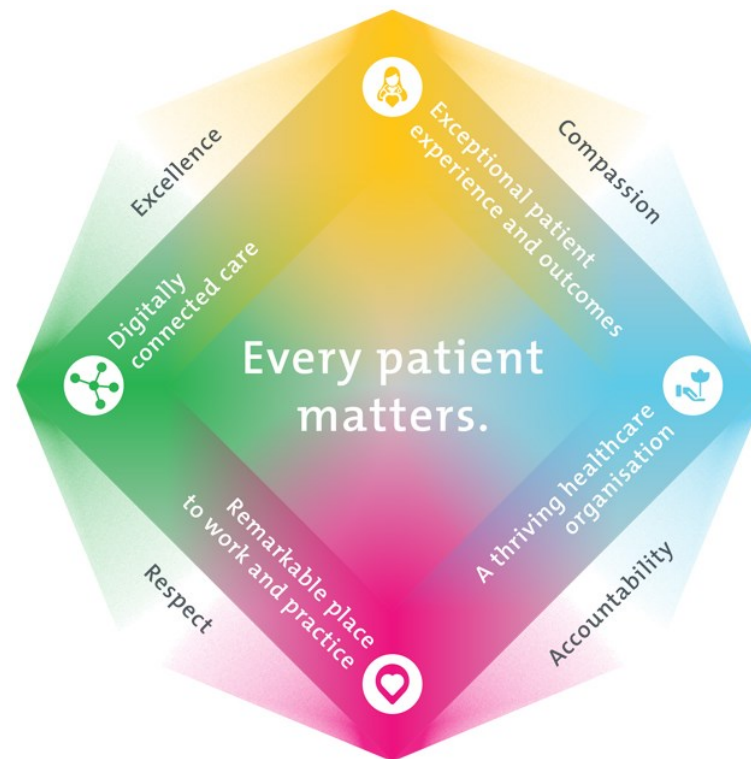 Excellence
Compassion
Exceptional patient
experience and outcomes
Digitally
connected care
Every patient
matters.
Remarkable place
to work and practice
A thriving healthcare
organisation
Respect
Accountability